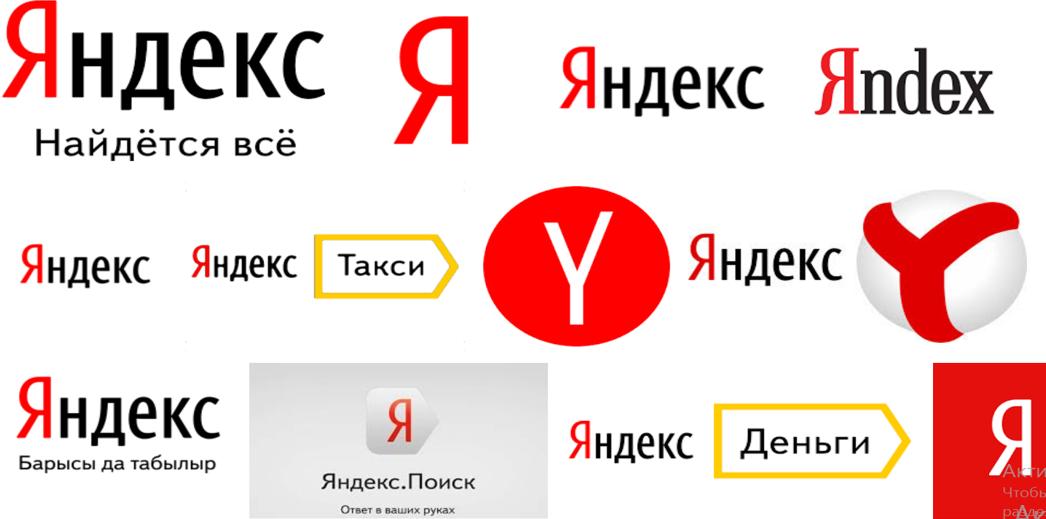 Яндекс
Найдётся всё
Я
Яндекс
Яndex
Яндекс
Яндекс Такси
Y
Яндекс
Яндекс
Барысы да табылыр
Я
Яндекс.Поиск
Ответ в ваших руках
Яндекс Деньги
Я
Чтобы